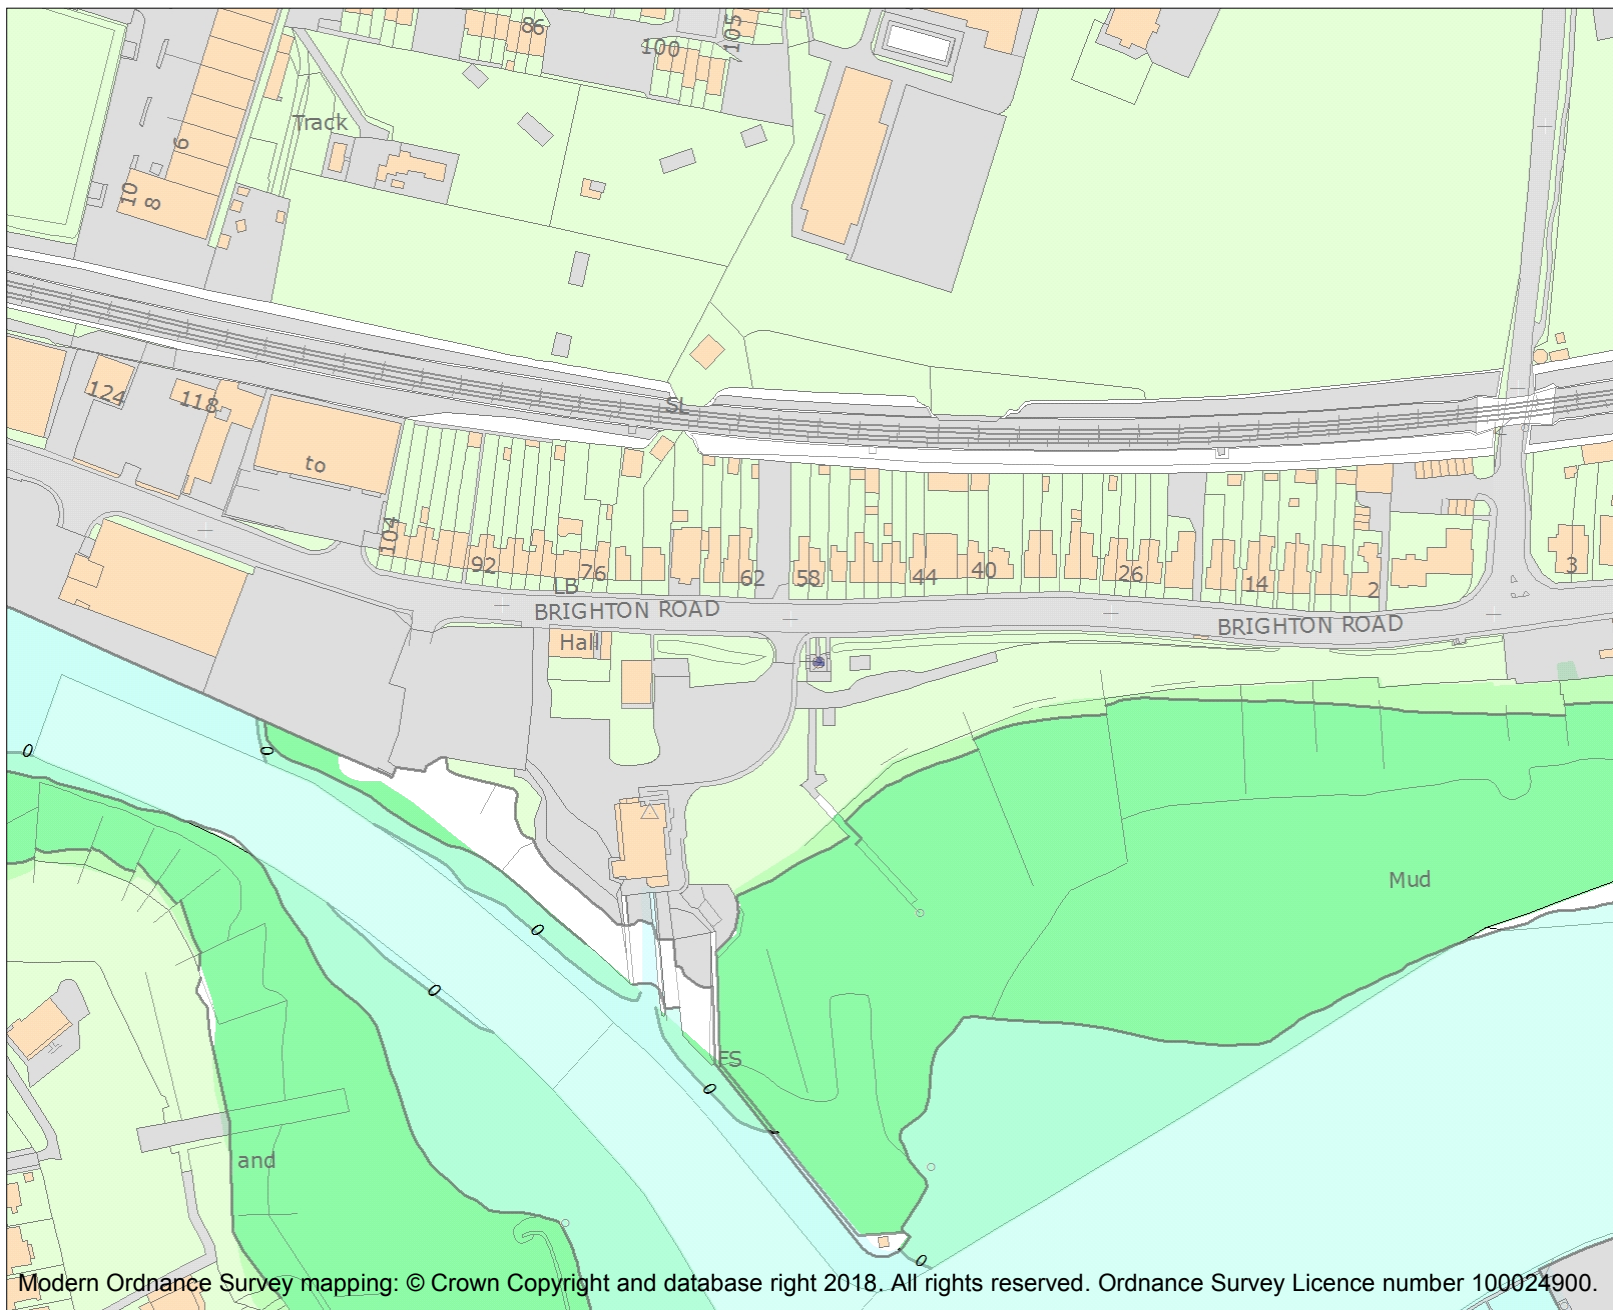 86
105
100
Track
6
10
8
SL
124
118
to
104
92
76
LB
62
58
44
40
26
14
2
3
BRIGHTON ROAD
BRIGHTON ROAD
Hall
0
0
Mud
0
0
ES
0
and
0
Modern Ordnance Survey mapping: © Crown Copyright and database right 2018. All rights reserved. Ordnance Survey Licence number 100024900.